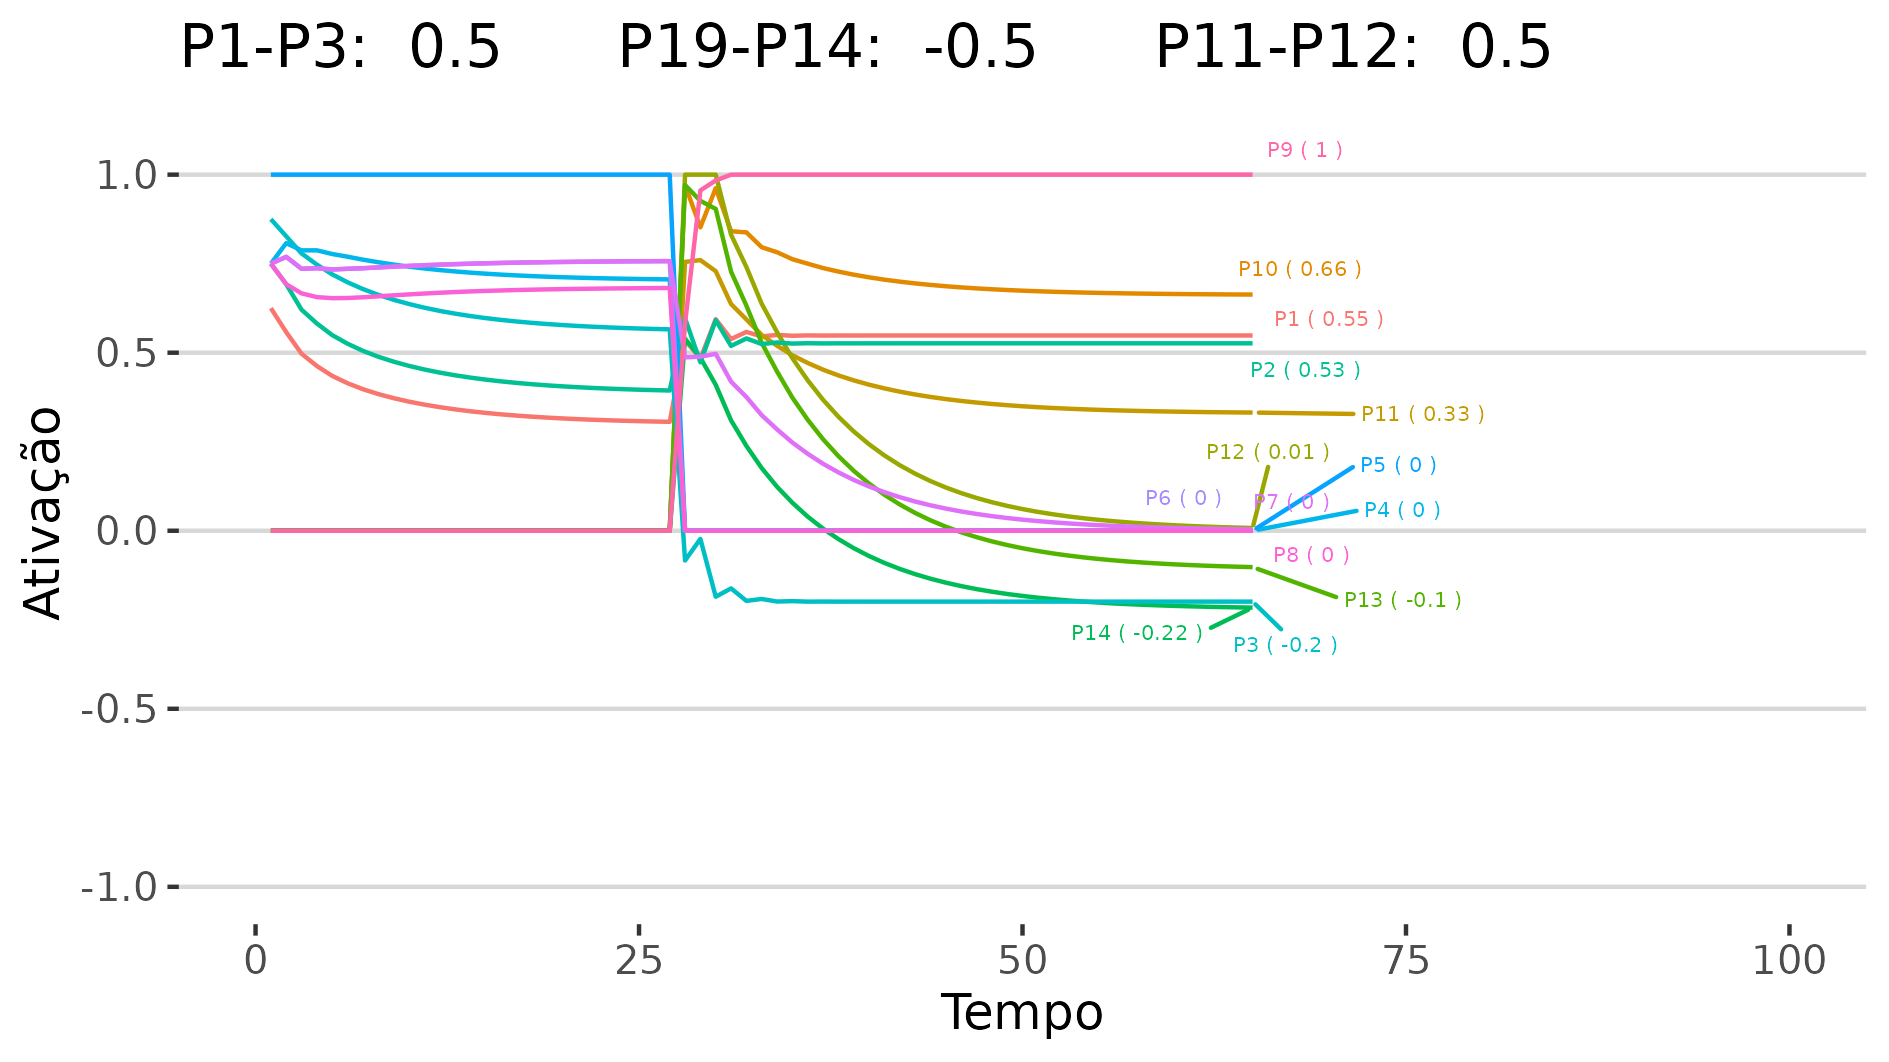 P1-P3:  0.5   P19-P14:  -0.5   P11-P12:  0.5
P9 ( 1 )
1.0
P10 ( 0.66 )
P1 ( 0.55 )
0.5
P2 ( 0.53 )
P11 ( 0.33 )
P12 ( 0.01 )
P5 ( 0 )
P6 ( 0 )
P7 ( 0 )
P4 ( 0 )
0.0
P8 ( 0 )
P13 ( -0.1 )
P14 ( -0.22 )
P3 ( -0.2 )
-0.5
-1.0
Ativação
0 25 50 75 100
Tempo